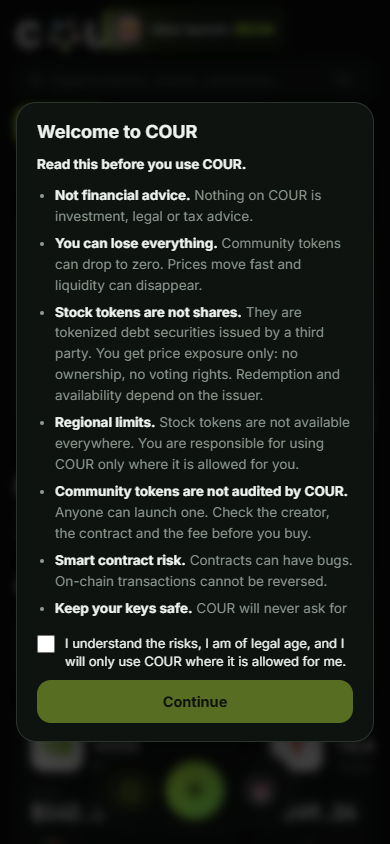 Welcome to COUR
Read this before you use COUR.
• Not financial advice. Nothing on COUR is
investment, legal or tax advice.
• You can lose everything. Community tokens
can drop to zero. Prices move fast and
liquidity can disappear.
• Stock tokens are not shares. They are
tokenized debt securities issued by a third
party. You get price exposure only: no
ownership, no voting rights. Redemption and
availability depend on the issuer.
• Regional limits. Stock tokens are not available
everywhere. You are responsible for using
COUR only where it is allowed for you.
• Community tokens are not audited by COUR.
Anyone can launch one. Check the creator,
the contract and the fee before you buy.
• Smart contract risk. Contracts can have bugs.
On-chain transactions cannot be reversed.
• Keep your keys safe. COUR will never ask for
I understand the risks, I am of legal age, and I
will only use COUR where it is allowed for me.
Continue